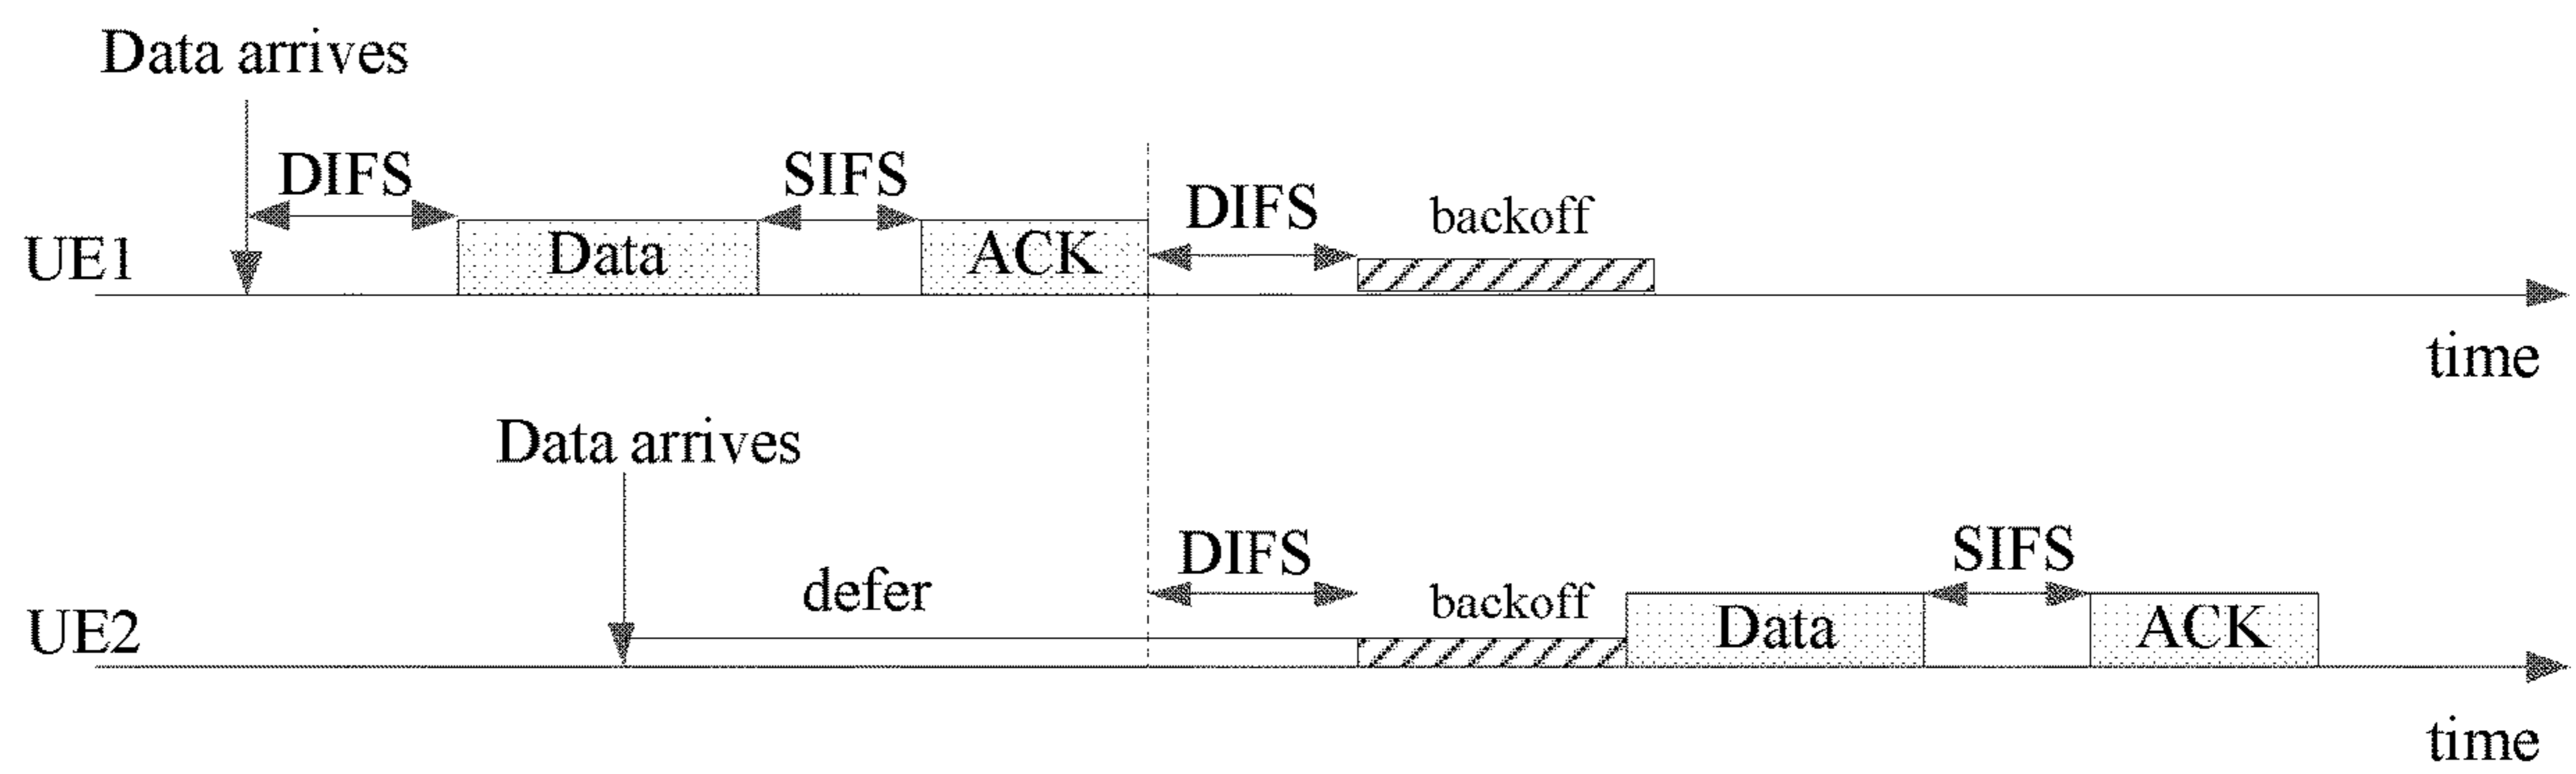 Data arrives
DIFS
SIFS
DIFS
backoff
UE1
Data
ACK
time
Data arrives
DIFS
SIFS
defer
backoff
UE2
Data
ACK
time